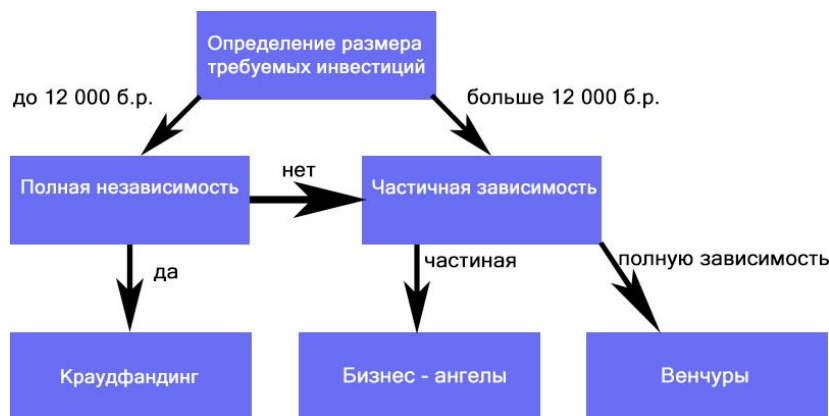 Определение размера
требуемых инвестиций
до 12 000 б.р.
больше 12 000 б.р.
Полная независимость
нет
Частичная зависимость
да
частиная
полную зависимость
Краудфандинг
Бизнес - ангелы
Венчуры